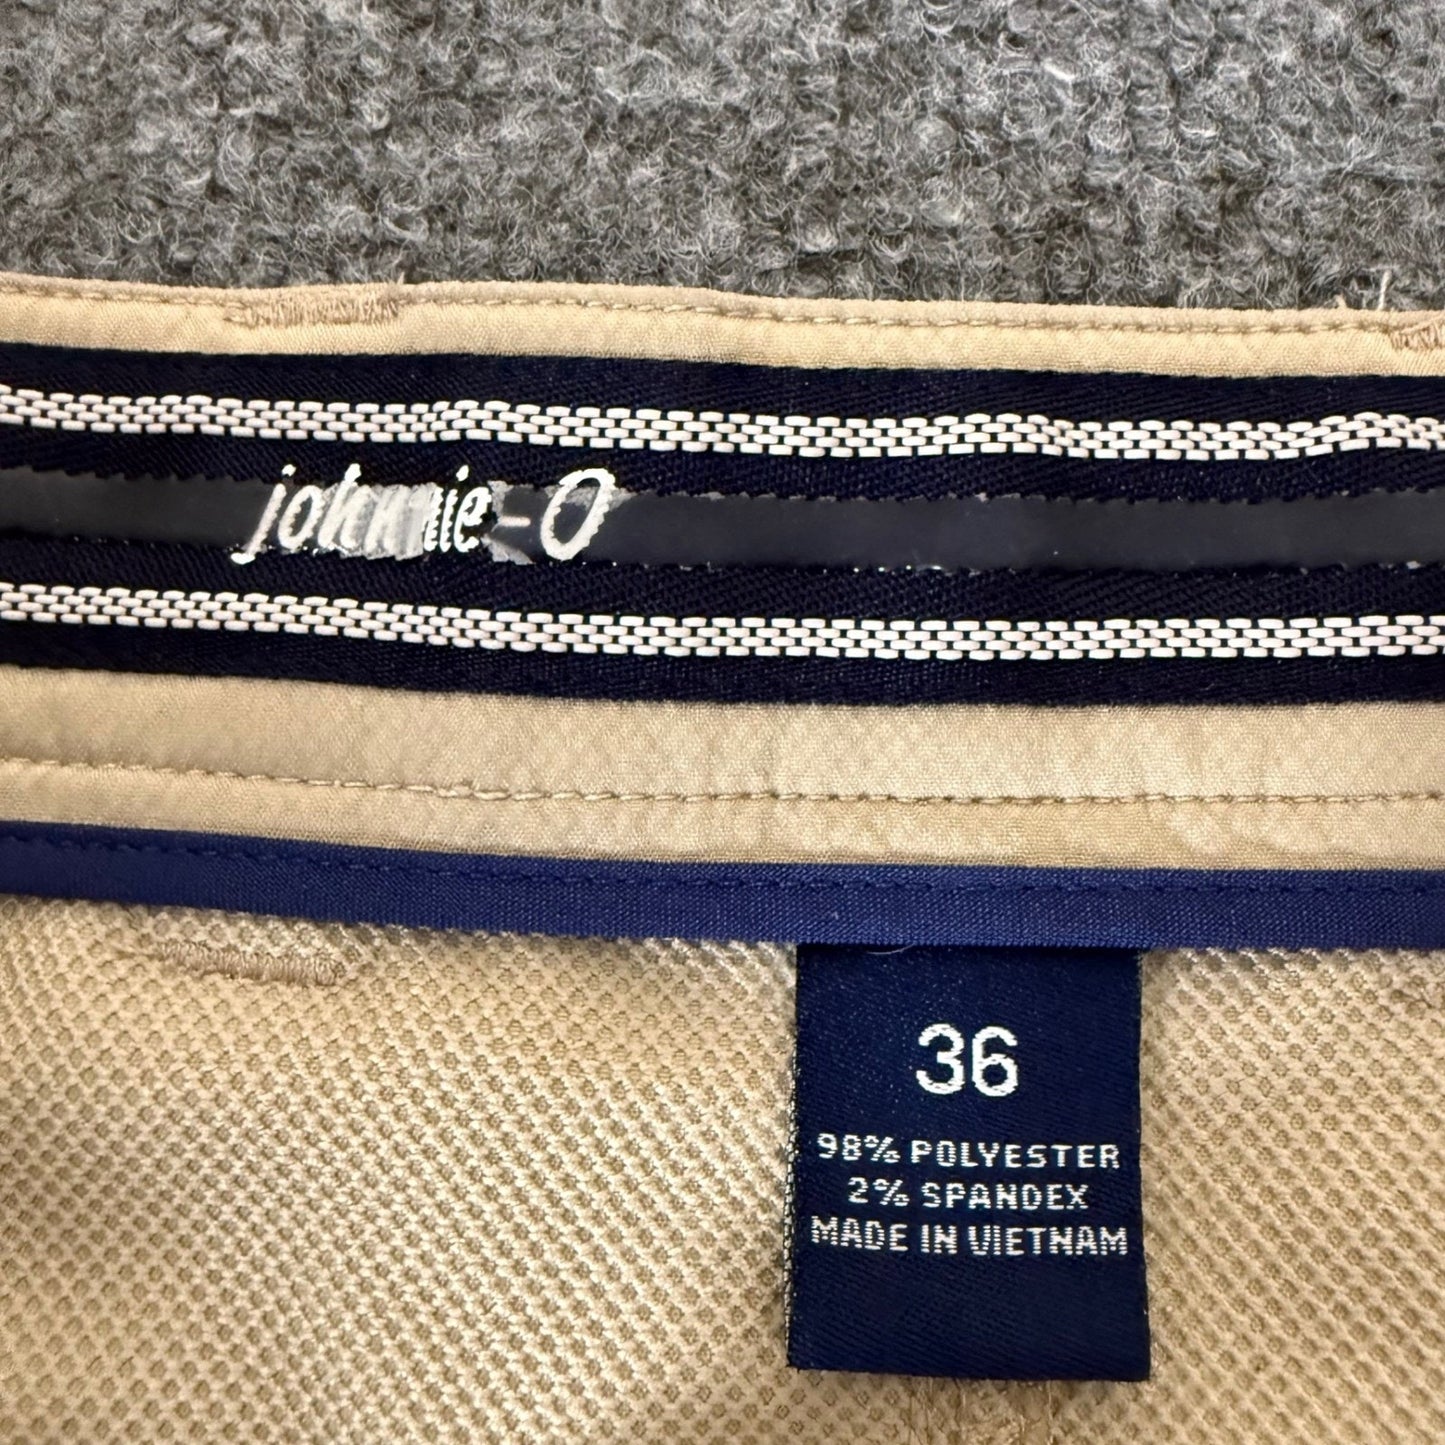 johnnie-O
36
98% POLYESTER
2% SPANDEX
MADE IN VIETNAM